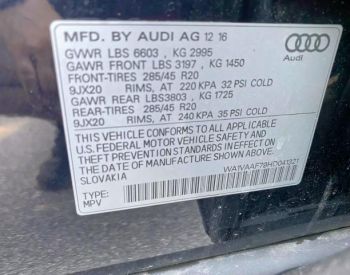 MFD. BY AUDI AG 12 16
GVWR LBS 6603, KG 2995
GAWR FRONT LBS 3197, KG 1450
FRONT-TIRES 285/45 R20
9JX20 RIMS, AT 220 KPA 32 PSI COLD
GAWR REAR LBS3803, KG 1725
REAR-TIRES 285/45 R20
9JX20 RIMS, AT 240 KPA 35 PSI COLD
THIS VEHICLE CONFORMS TO ALL APPLICABLE
U.S. FEDERAL MOTOR VEHICLE SAFETY AND
THEFT PREVENTION STANDARDS IN EFFECT ON
THE DATE OF MANUFACTURE SHOWN ABOVE.
SLOVAKIA
TYPE:
MPV
Audi